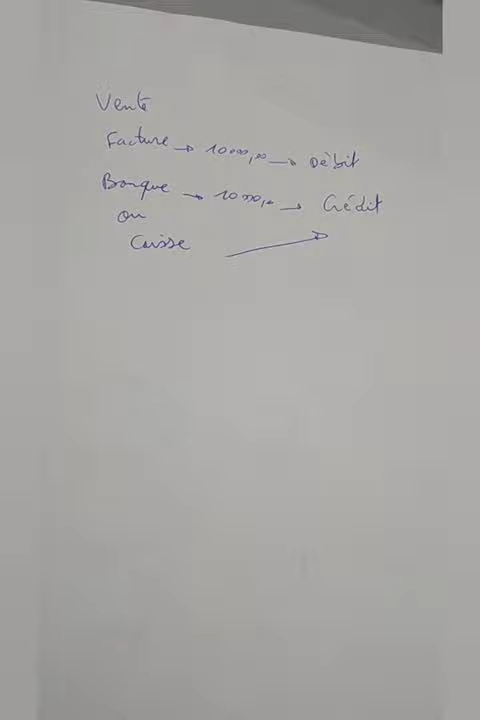 Vente
Facture → 10000,00 → Débit
Banque → 10000,00 → Crédit
ou
Caisse →